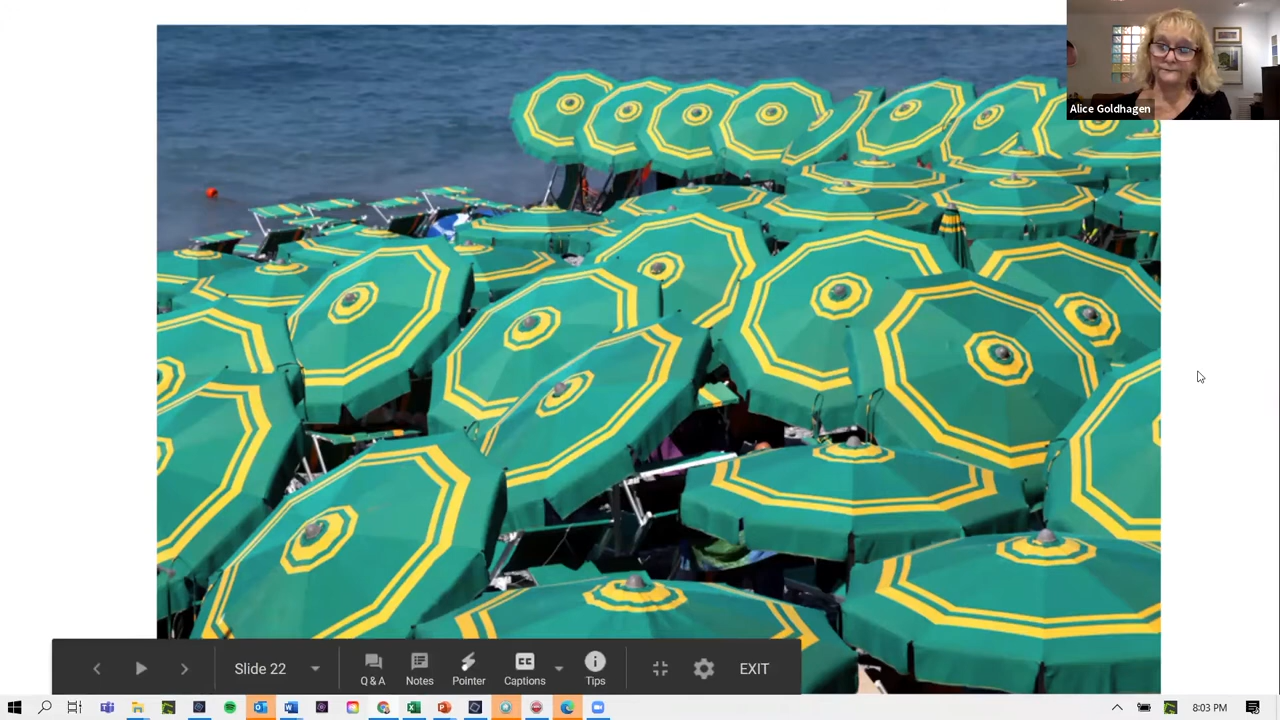 Alice Goldhagen
Slide 22
Q & A
Notes
Pointer
Captions
Tips
EXIT
8:03 PM